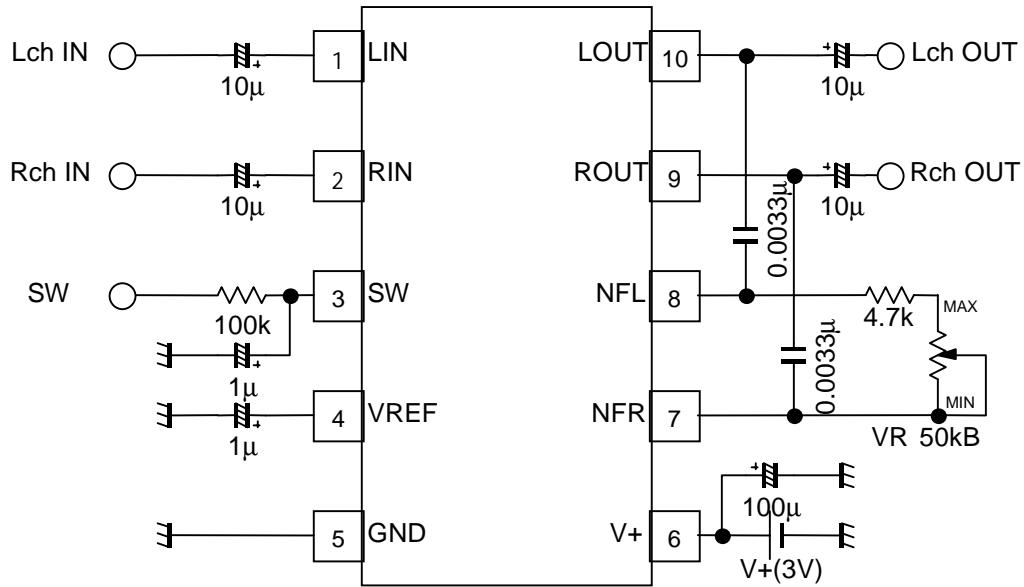 Lch IN
10µ
1
LIN
LOUT
10
10µ
Lch OUT
Rch IN
10µ
2
RIN
ROUT
9
10µ
Rch OUT
0.0033µ
SW
100k
3
SW
NFL
8
4.7k
MAX
1µ
0.0033µ
1µ
4
VREF
NFR
7
MIN
VR 50kB
100µ
5
GND
V+
6
V+(3V)